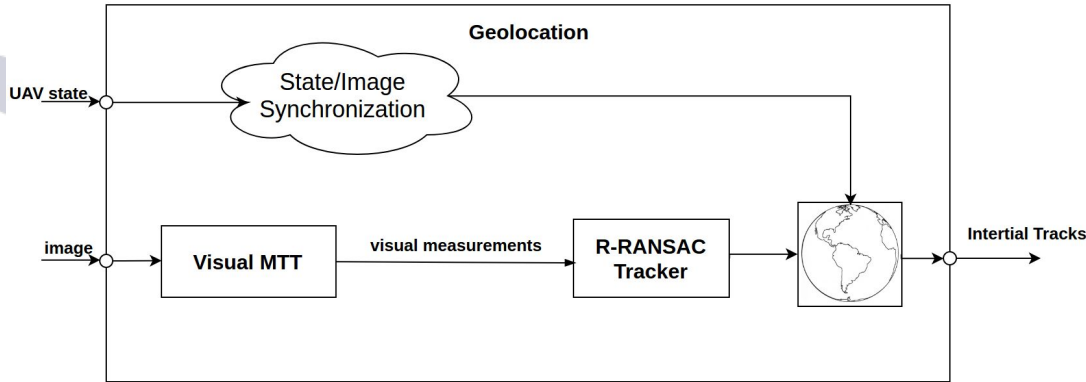 Geolocation
UAV state
State/Image
Synchronization
image
Visual MTT
visual measurements
R-RANSAC
Tracker
Intertial Tracks